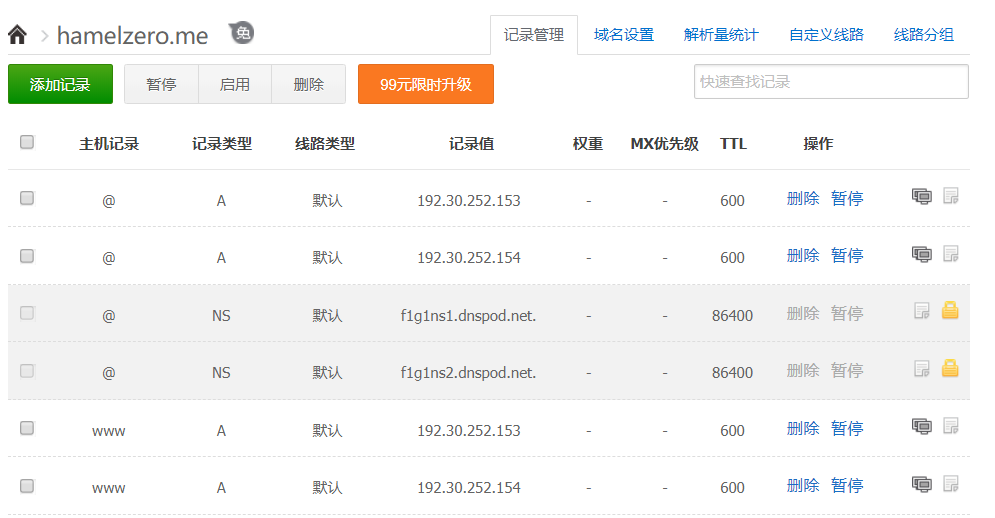 hamelzero.me 免 记录管理 域名设置 解析量统计 自定义线路 线路分组
添加记录 暂停 启用 删除 99元限时升级 快速查找记录
主机记录 记录类型 线路类型 记录值 权重 MX优先级 TTL 操作
@ A 默认 192.30.252.153 - - 600 删除 暂停
@ A 默认 192.30.252.154 - - 600 删除 暂停
@ NS 默认 f1g1ns1.dnspod.net. - - 86400 删除 暂停
@ NS 默认 f1g1ns2.dnspod.net. - - 86400 删除 暂停
www A 默认 192.30.252.153 - - 600 删除 暂停
www A 默认 192.30.252.154 - - 600 删除 暂停